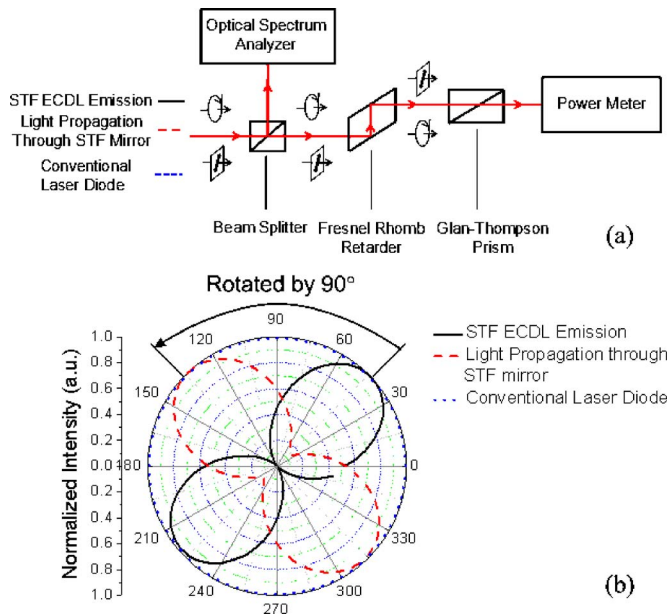 Optical Spectrum
Analyzer
STF ECDL Emission
Light Propagation
Through STF Mirror
Conventional
Laser Diode
Power Meter
Beam Splitter
Fresnel Rhomb
Retarder
Glan-Thompson
Prism
(a)
Rotated by 90°
Normalized Intensity (a.u.)
1.0
0.8
0.6
0.4
0.2
0.0
0.2
0.4
0.6
0.8
1.0
0
30
60
90
120
150
180
210
240
270
300
330
STF ECDL Emission
Light Propagation through
STF mirror
Conventional Laser Diode
(b)